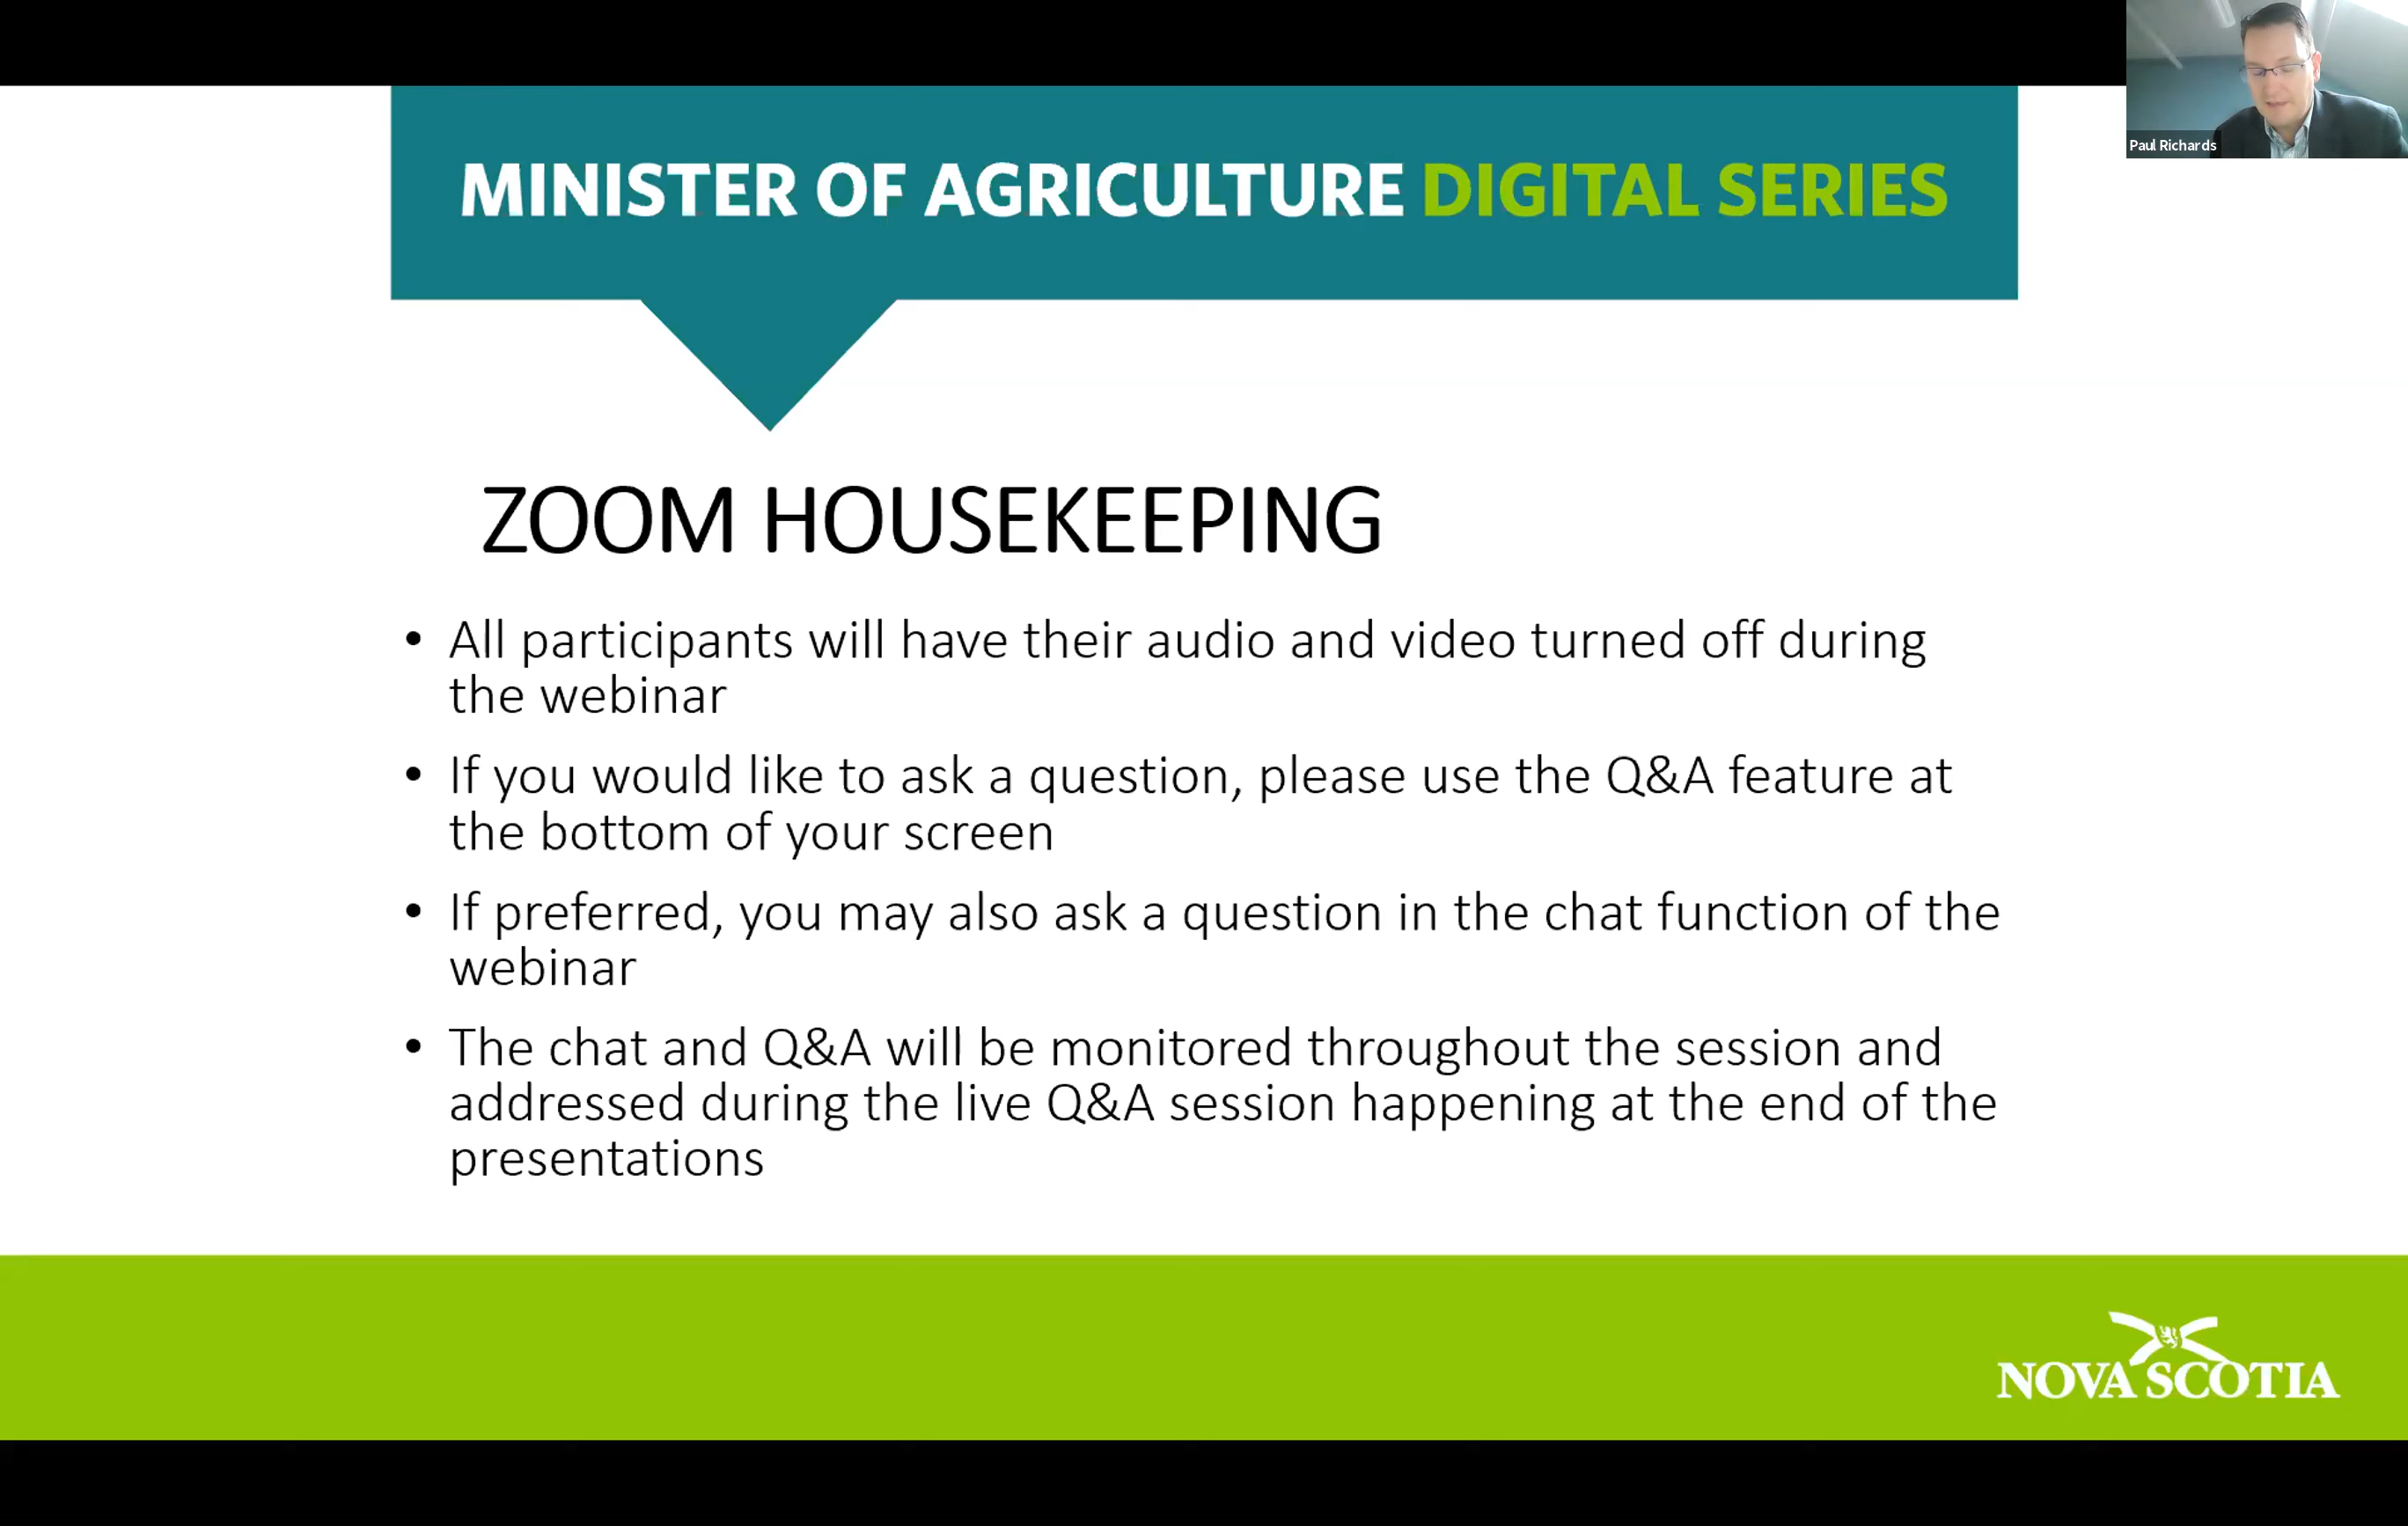 Paul Richards
MINISTER OF AGRICULTURE DIGITAL SERIES
ZOOM HOUSEKEEPING
• All participants will have their audio and video turned off during
the webinar
• If you would like to ask a question, please use the Q&A feature at
the bottom of your screen
• If preferred, you may also ask a question in the chat function of the
webinar
• The chat and Q&A will be monitored throughout the session and
addressed during the live Q&A session happening at the end of the
presentations
NOVA SCOTIA